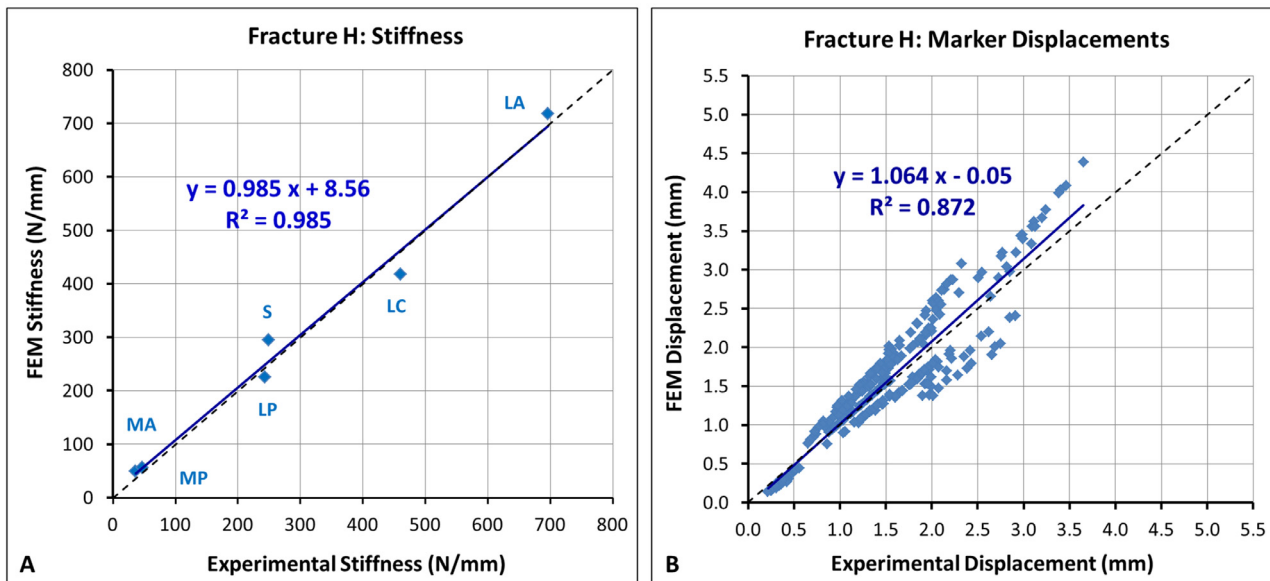 Fracture H: Stiffness
800
700
600
500
400
300
200
100
0
FEM Stiffness (N/mm)
LA
y = 0.985 x + 8.56
R² = 0.985
LC
S
LP
MA
MP
0 100 200 300 400 500 600 700 800
A
Experimental Stiffness (N/mm)
Fracture H: Marker Displacements
5.5
5.0
4.5
4.0
3.5
3.0
2.5
2.0
1.5
1.0
0.5
0.0
FEM Displacement (mm)
y = 1.064 x - 0.05
R² = 0.872
0.0 0.5 1.0 1.5 2.0 2.5 3.0 3.5 4.0 4.5 5.0 5.5
B
Experimental Displacement (mm)